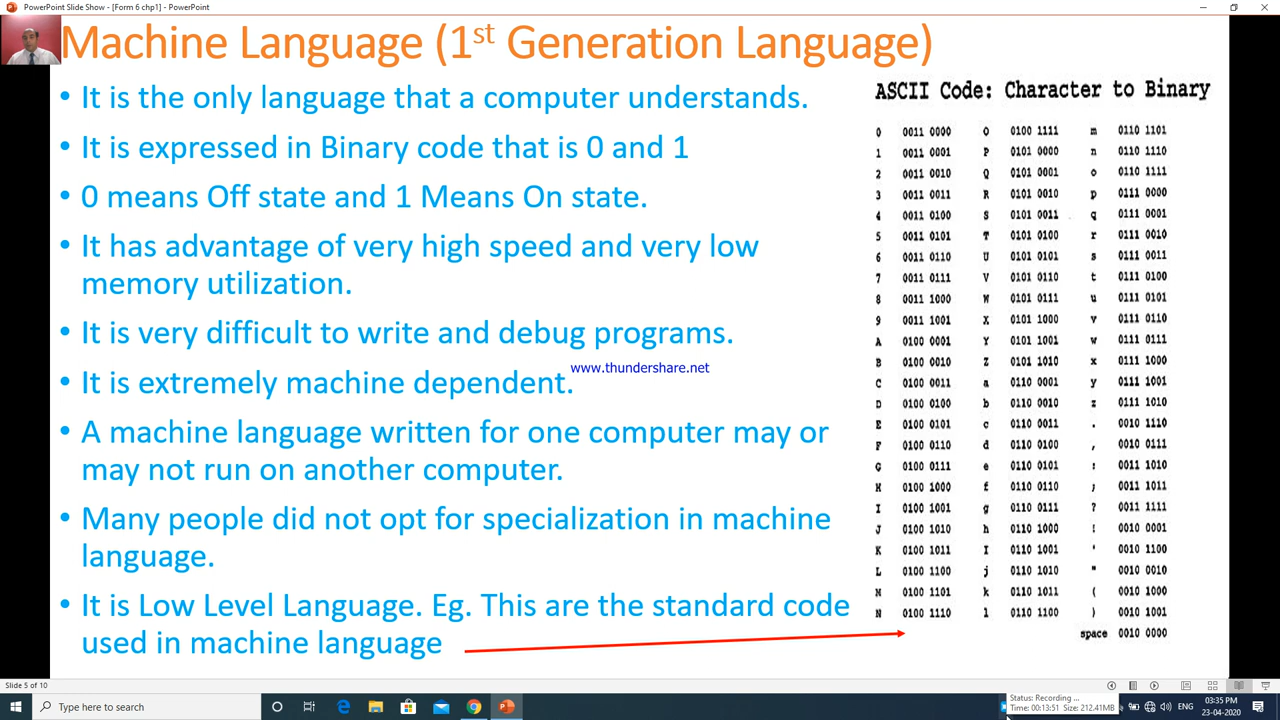 PowerPoint Slide Show - [Form 6 chp1] - PowerPoint
Machine Language (1st Generation Language)
• It is the only language that a computer understands.
• It is expressed in Binary code that is 0 and 1
• 0 means Off state and 1 Means On state.
• It has advantage of very high speed and very low
memory utilization.
• It is very difficult to write and debug programs.
www.thundershare.net
• It is extremely machine dependent.
• A machine language written for one computer may or
may not run on another computer.
• Many people did not opt for specialization in machine
language.
• It is Low Level Language. Eg. This are the standard code
used in machine language
ASCII Code: Character to Binary
0 0011 0000 O 0100 1111 m 0110 1101
1 0011 0001 P 0101 0000 n 0110 1110
2 0011 0010 Q 0101 0001 o 0110 1111
3 0011 0011 R 0101 0010 p 0111 0000
4 0011 0100 S 0101 0011 q 0111 0001
5 0011 0101 T 0101 0100 r 0111 0010
6 0011 0110 U 0101 0101 s 0111 0011
7 0011 0111 V 0101 0110 t 0111 0100
8 0011 1000 W 0101 0111 u 0111 0101
9 0011 1001 X 0101 1000 v 0111 0110
A 0100 0001 Y 0101 1001 w 0111 0111
B 0100 0010 Z 0101 1010 x 0111 1000
C 0100 0011 a 0110 0001 y 0111 1001
D 0100 0100 b 0110 0010 z 0111 1010
E 0100 0101 c 0110 0011 . 0010 1110
F 0100 0110 d 0110 0100 , 0010 0111
G 0100 0111 e 0110 0101 : 0011 1010
H 0100 1000 f 0110 0110 ; 0011 1011
I 0100 1001 g 0110 0111 ? 0011 1111
J 0100 1010 h 0110 1000 ! 0010 0001
K 0100 1011 I 0110 1001 ' 0010 1100
L 0100 1100 j 0110 1010 " 0010 0010
M 0100 1101 k 0110 1011 ( 0010 1000
N 0100 1110 l 0110 1100 ) 0010 1001
space 0010 0000
Slide 5 of 10
Type here to search
Status: Recording ...
Time: 00:13:51 Size: 212.41MB
ENG
03:35 PM
23-04-2020